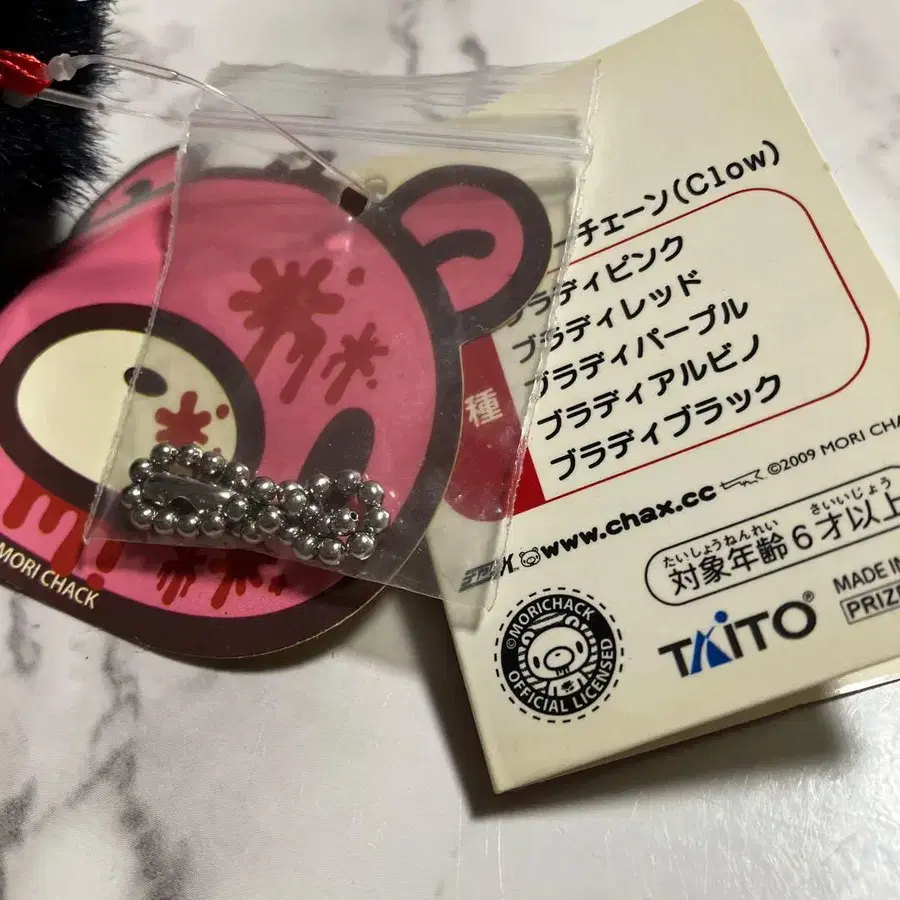 ーチェーン(Clow)
ブラディピンク
ブラディレッド
ブラディパープル
ブラディアルビノ
ブラディブラック
種
©2009 MORI CHA
www.chax.cc
たいしょうねんれい さいいじょう
対象年齢6才以上
©MORICHACK
OFFICIAL LICENSED
TAITO®
MADE IN
PRIZE
MORI CHACK